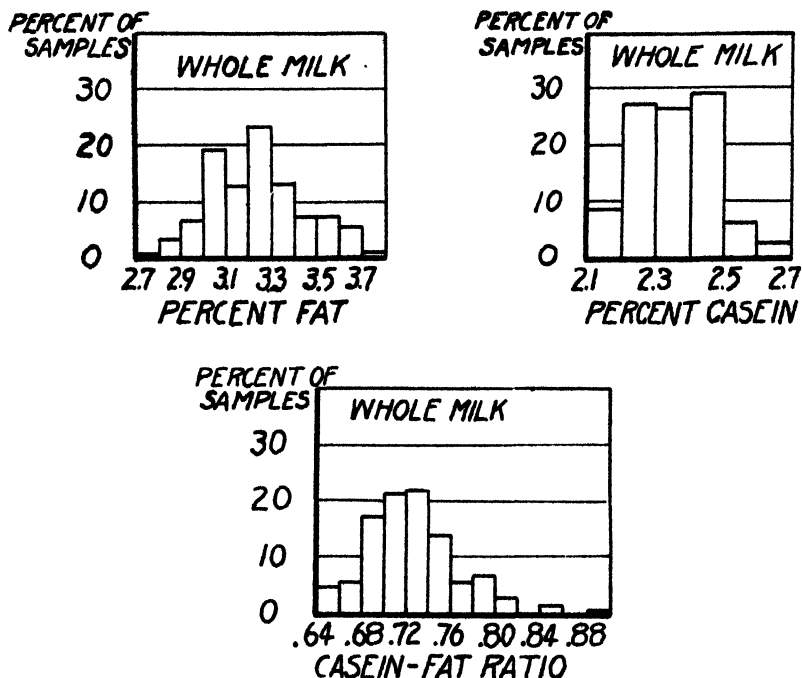 PERCENT OF
SAMPLES
WHOLE MILK
30
20
10
0
2.7 2.9 3.1 3.3 3.5 3.7
PERCENT FAT
PERCENT OF
SAMPLES
WHOLE MILK
30
20
10
0
2.1 2.3 2.5 2.7
PERCENT CASEIN
PERCENT OF
SAMPLES
WHOLE MILK
30
20
10
0
.64 .68 .72 .76 .80 .84 .88
CASEIN-FAT RATIO